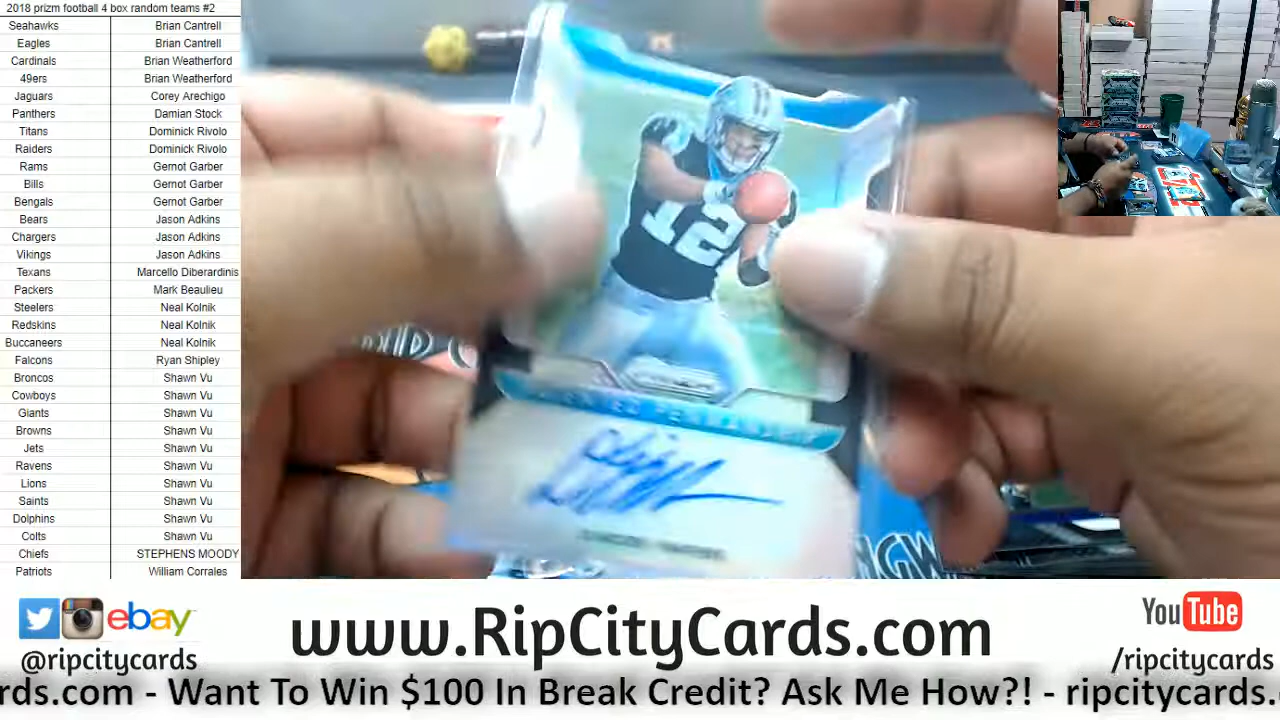 2018 prizm football 4 box random teams #2
Seahawks Brian Cantrell
Eagles Brian Cantrell
Cardinals Brian Weatherford
49ers Brian Weatherford
Jaguars Corey Arechigo
Panthers Damian Stock
Titans Dominick Rivolo
Raiders Dominick Rivolo
Rams Gernot Garber
Bills Gernot Garber
Bengals Gernot Garber
Bears Jason Adkins
Chargers Jason Adkins
Vikings Jason Adkins
Texans Marcello Diberardinis
Packers Mark Beaulieu
Steelers Neal Kolnik
Redskins Neal Kolnik
Buccaneers Neal Kolnik
Falcons Ryan Shipley
Broncos Shawn Vu
Cowboys Shawn Vu
Giants Shawn Vu
Browns Shawn Vu
Jets Shawn Vu
Ravens Shawn Vu
Lions Shawn Vu
Saints Shawn Vu
Dolphins Shawn Vu
Colts Shawn Vu
Chiefs STEPHENS MOODY
Patriots William Corrales
12
ebay
@ripcitycards
www.RipCityCards.com
YouTube
/ripcitycards
rds.com - Want To Win $100 In Break Credit? Ask Me How?! - ripcitycards.